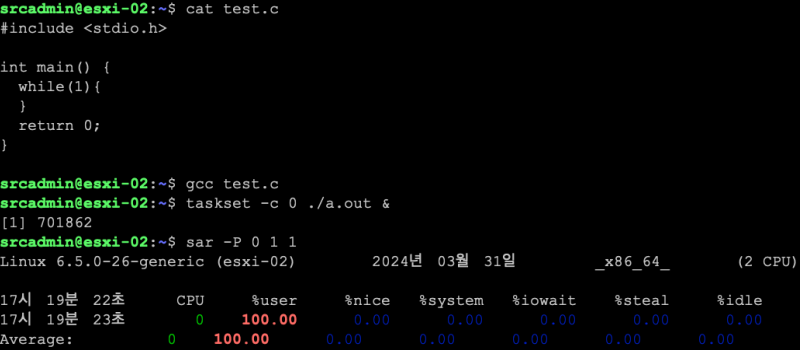 srcadmin@esxi-02:~$ cat test.c
#include <stdio.h>
int main() {
  while(1){
  }
  return 0;
}
srcadmin@esxi-02:~$ gcc test.c
srcadmin@esxi-02:~$ taskset -c 0 ./a.out &
[1] 701862
srcadmin@esxi-02:~$ sar -P 0 1 1
Linux 6.5.0-26-generic (esxi-02) 2024년 03월 31일 _x86_64_ (2 CPU)
17시 19분 22초 CPU %user %nice %system %iowait %steal %idle
17시 19분 23초 0 100.00 0.00 0.00 0.00 0.00 0.00
Average: 0 100.00 0.00 0.00 0.00 0.00 0.00